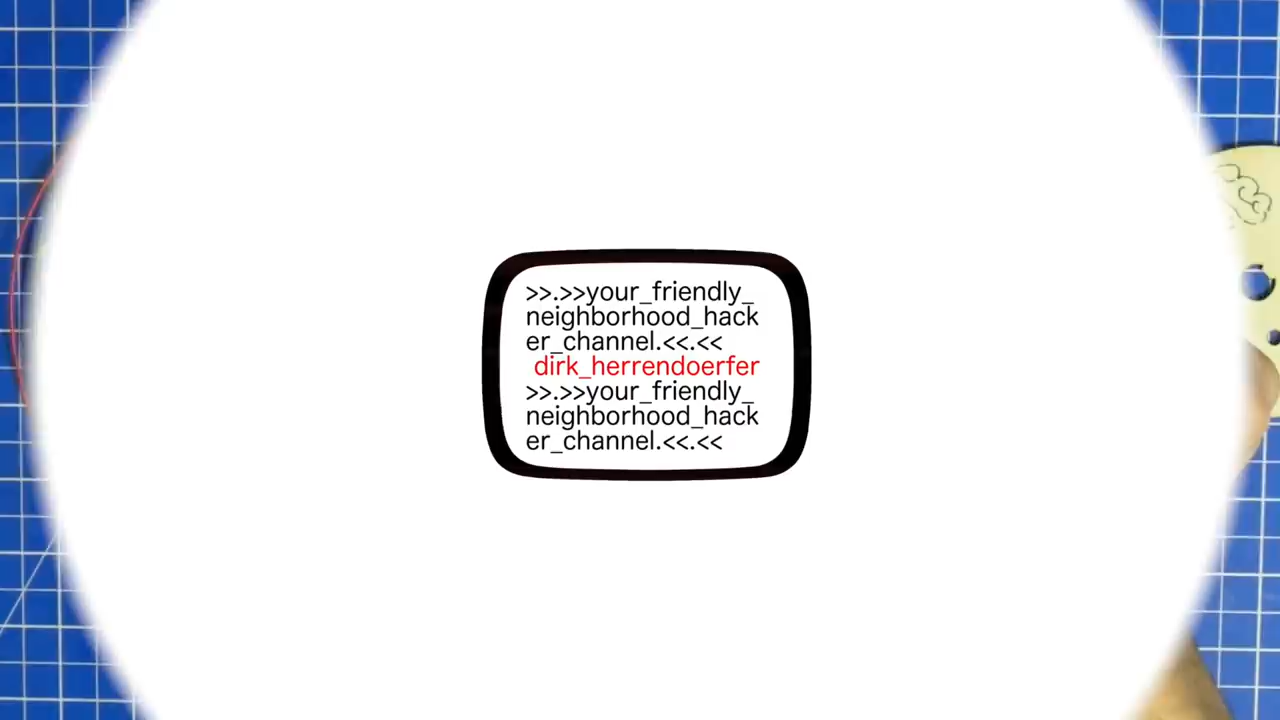 >>.>>your_friendly_
neighborhood_hack
er_channel.<<.<<
dirk_herrendoerfer
>>.>>your_friendly_
neighborhood_hack
er_channel.<<.<<